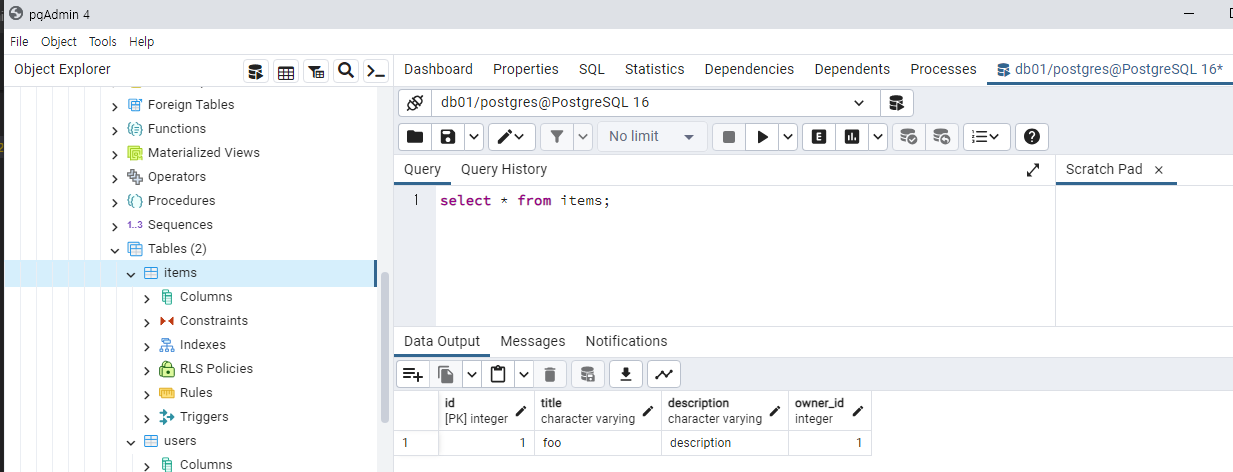 pgAdmin 4
File Object Tools Help
Object Explorer
Dashboard Properties SQL Statistics Dependencies Dependents Processes db01/postgres@PostgreSQL 16*
Foreign Tables
Functions
Materialized Views
Operators
Procedures
1..3 Sequences
Tables (2)
items
Columns
Constraints
Indexes
RLS Policies
Rules
Triggers
users
Columns
db01/postgres@PostgreSQL 16
No limit
E
Query Query History
Scratch Pad
1 select * from items;
Data Output Messages Notifications
id title description owner_id
[PK] integer character varying character varying integer
1 1 foo description 1